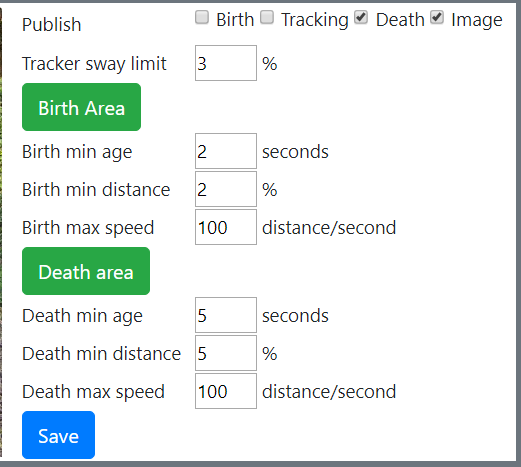 Publish Birth Tracking Death Image
Tracker sway limit 3 %
Birth Area
Birth min age 2 seconds
Birth min distance 2 %
Birth max speed 100 distance/second
Death area
Death min age 5 seconds
Death min distance 5 %
Death max speed 100 distance/second
Save